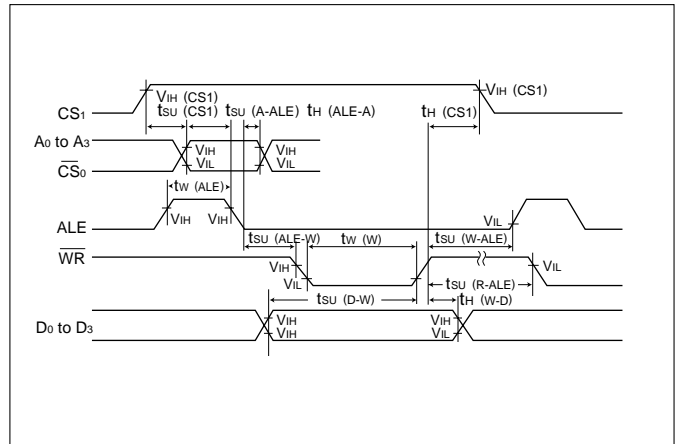 VIH (CS1)
VIH (CS1)
tSU (CS1) tSU (A-ALE) tH (ALE-A)
tH (CS1)
CS1
A0 to A3
VIH
VIH
CS0
VIL
VIL
tW (ALE)
VIH
VIH
VIL
ALE
tSU (ALE-W)
tW (W)
tSU (W-ALE)
WR
VIH
VIL
VIL
tSU (R-ALE)
tSU (D-W)
tH (W-D)
D0 to D3
VIH
VIH
VIH
VIL